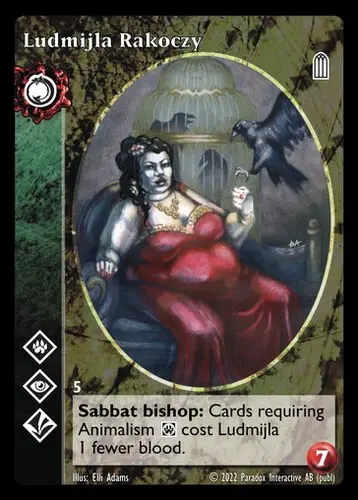 Ludmijla Rakoczy
5
Sabbat bishop: Cards requiring
Animalism cost Ludmijla
1 fewer blood.
7
Illus: Elli Adams
© 2022 Paradox Interactive AB (publ)